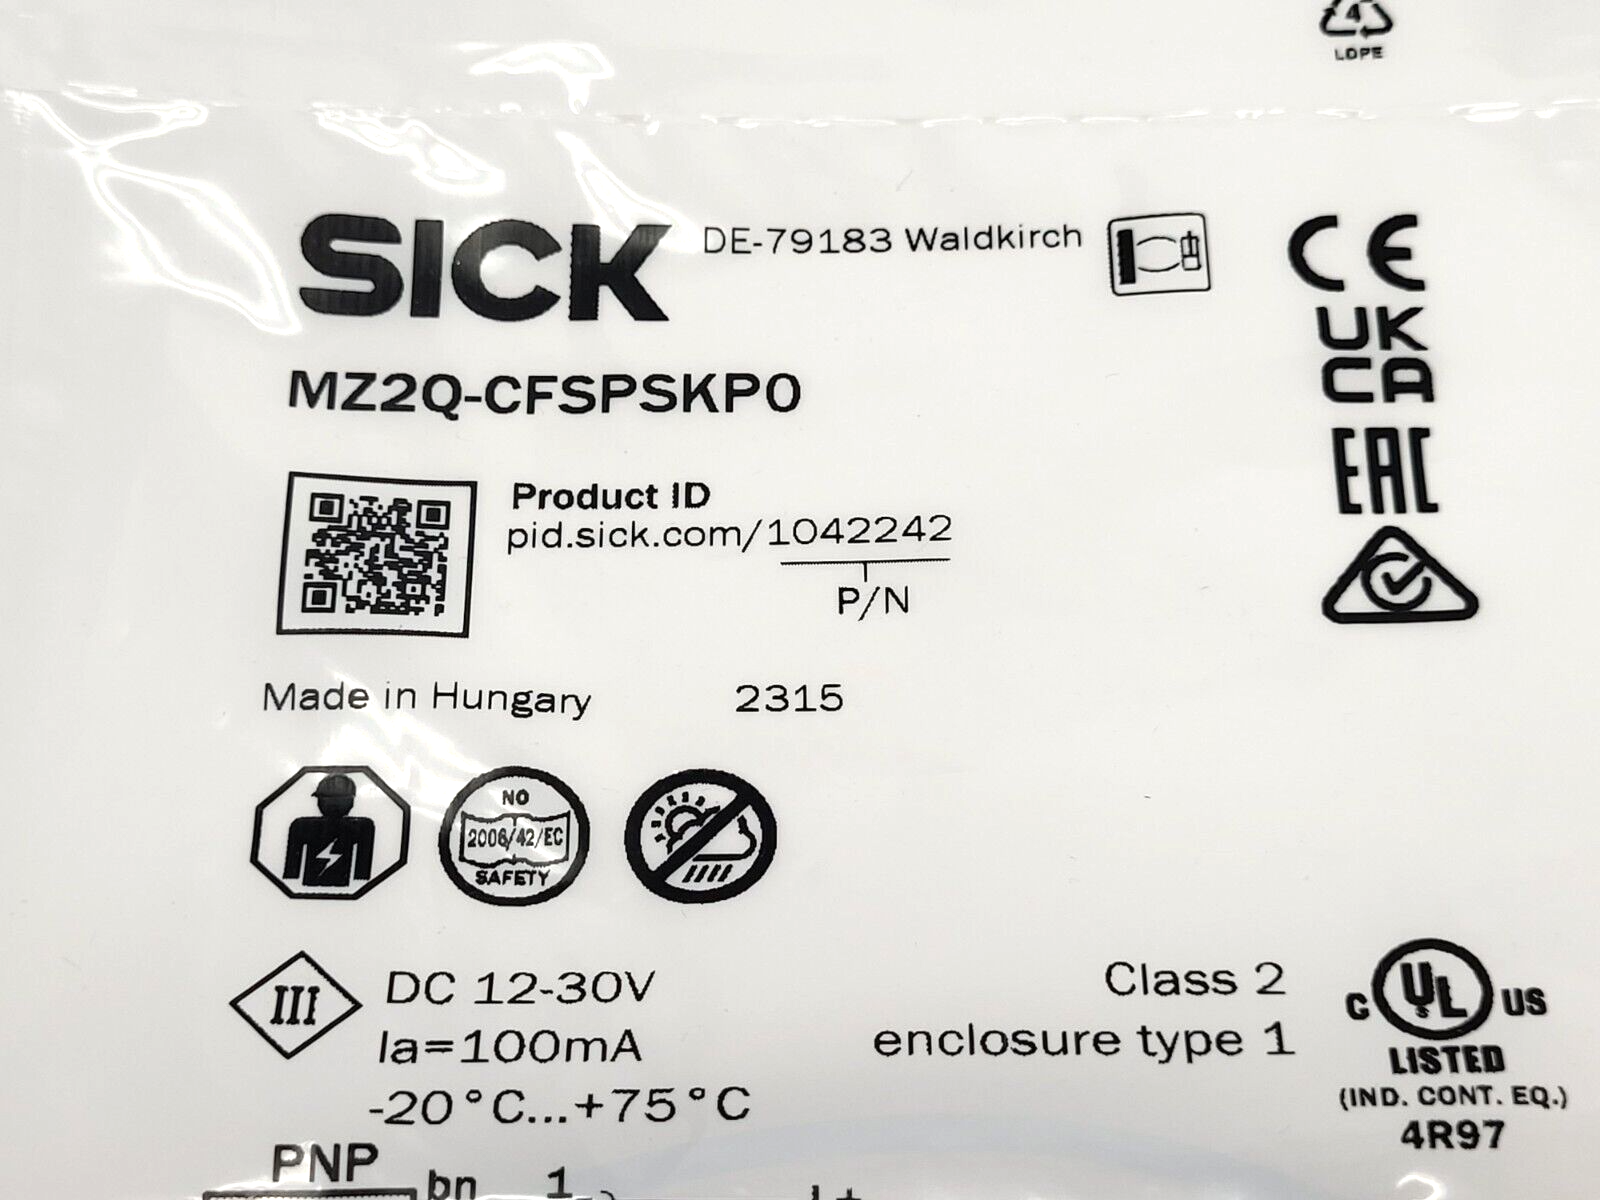 4
LDPE
SICK DE-79183 Waldkirch
CE
UK
CA
EAC
MZ2Q-CFSPSKP0
Product ID
pid.sick.com/1042242
P/N
Made in Hungary 2315
NO
2006/42/EC
SAFETY
III
DC 12-30V
Ia=100mA
-20°C...+75°C
Class 2
enclosure type 1
C UL US
LISTED
(IND. CONT. EQ.)
4R97
PNP
bn 1
L+